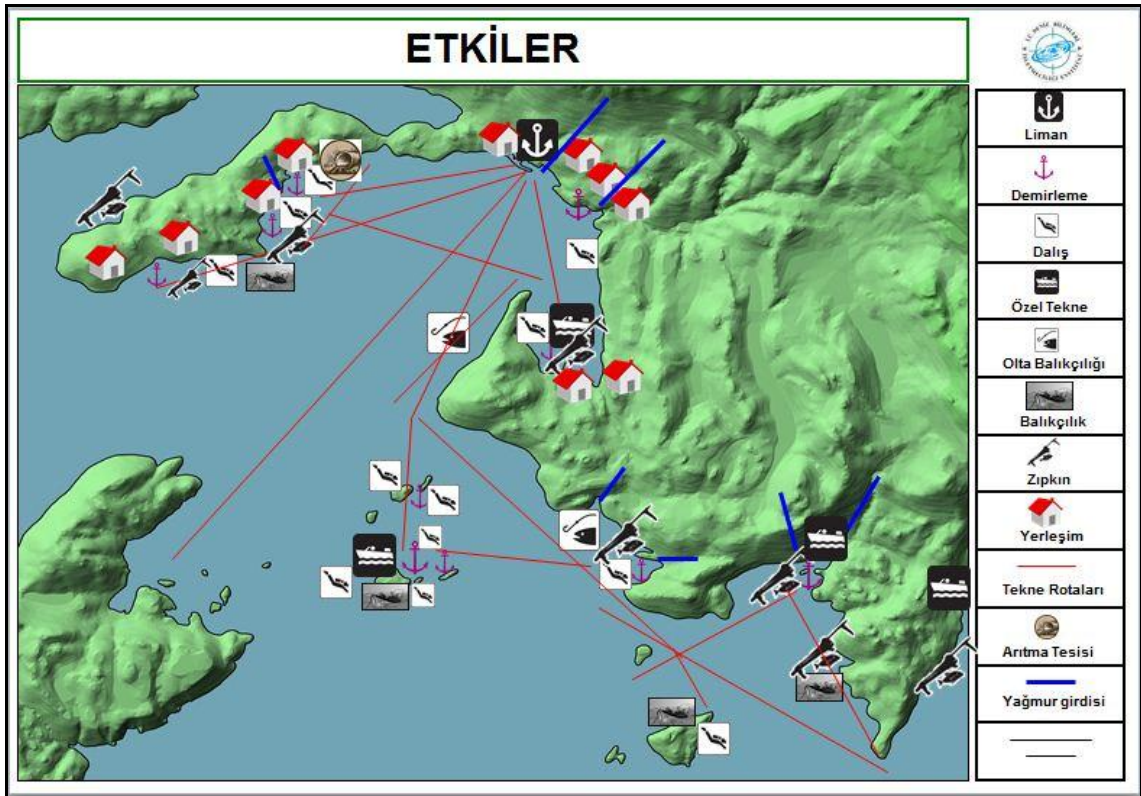 ETKİLER
Liman
Demirleme
Dalış
Özel Tekne
Olta Balıkçılığı
Balıkçılık
Zıpkın
Yerleşim
Tekne Rotaları
Arıtma Tesisi
Yağmur girdisi